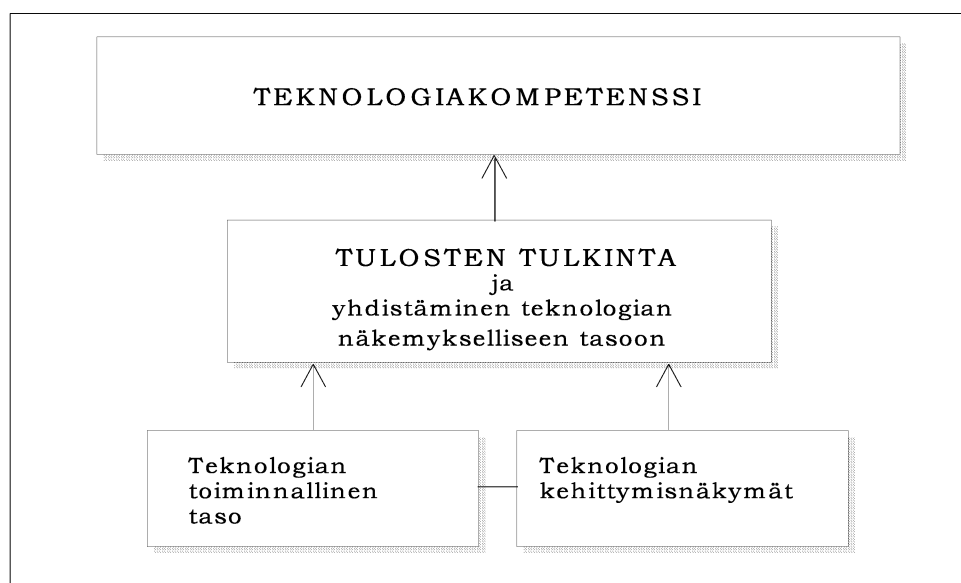 TEKNOLOGIAKOMPETENSSI
TULOSTEN TULKINTA
ja
yhdistäminen teknologian
näkemykselliseen tasoon
Teknologian
toiminnallinen
taso
Teknologian
kehittymisnäkymät